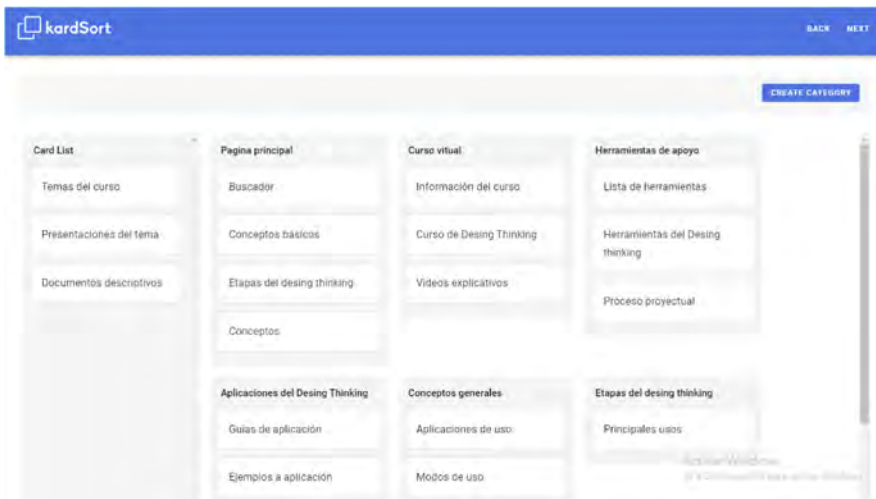 kardSort
BACK NEXT
CREATE CATEGORY
Card List
Temas del curso
Presentaciones del tema
Documentos descriptivos
Pagina principal
Buscador
Conceptos básicos
Etapas del desing thinking
Conceptos
Curso vitual
Información del curso
Curso de Desing Thinking
Videos explicativos
Herramientas de apoyo
Lista de herramientas
Herramientas del Desing
thinking
Proceso proyectual
Aplicaciones del Desing Thinking
Guias de aplicación
Ejemplos a aplicación
Conceptos generales
Aplicaciones de uso
Modos de uso
Etapas del desing thinking
Principales usos
Activar Windows